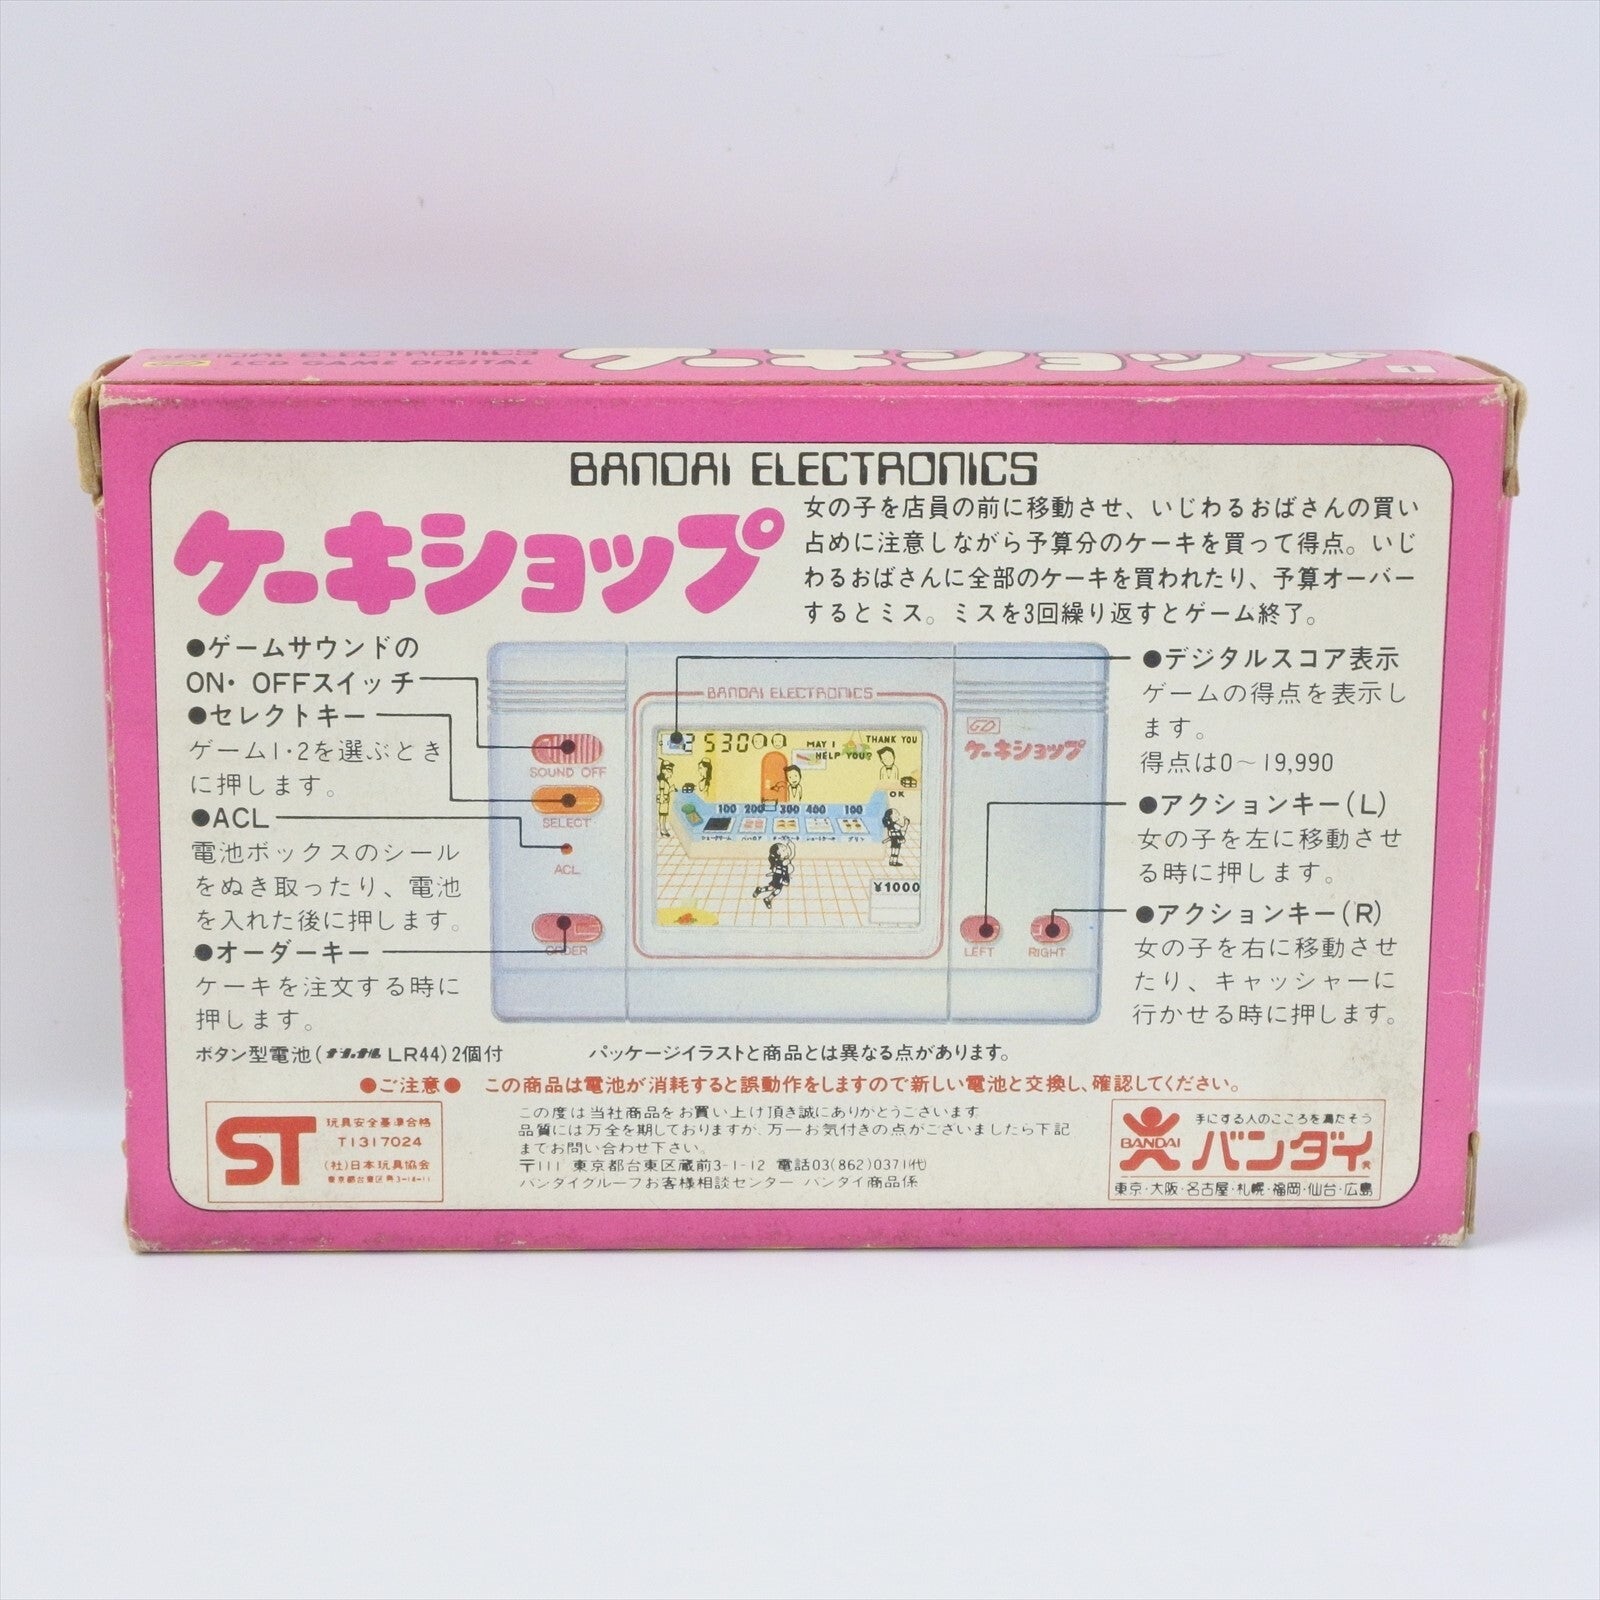 BANDAI ELECTRONICS
LCD GAME DIGITAL
ケーキショップ
1
BANDAI ELECTRONICS
ケーキショップ
女の子を店員の前に移動させ、いじわるおばさんの買い
占めに注意しながら予算分のケーキを買って得点。いじ
わるおばさんに全部のケーキを買われたり、予算オーバー
するとミス。ミスを3回繰り返すとゲーム終了。
●ゲームサウンドの
ON・OFFスイッチ
●セレクトキー
ゲーム1・2を選ぶとき
に押します。
●ACL
電池ボックスのシール
をぬき取ったり、電池
を入れた後に押します。
●オーダーキー
ケーキを注文する時に
押します。
BANDAI ELECTRONICS
SOUND OFF
SELECT
ACL
ORDER
2530
MAY I
HELP YOU?
THANK YOU
OK
100 200 300 400 100
¥1000
GD
ケーキショップ
LEFT
RIGHT
●デジタルスコア表示
ゲームの得点を表示し
ます。
得点は0～19,990
●アクションキー(L)
女の子を左に移動させ
る時に押します。
●アクションキー(R)
女の子を右に移動させ
たり、キャッシャーに
行かせる時に押します。
ボタン型電池(ナショナル LR44)2個付
パッケージイラストと商品とは異なる点があります。
●ご注意● この商品は電池が消耗すると誤動作をしますので新しい電池と交換し、確認してください。
ST
玩具安全基準合格
T1317024
(社)日本玩具協会
この度は当社商品をお買い上げ頂き誠にありがとうございます
品質には万全を期しておりますが、万一お気付きの点がございましたら下記
までお問い合わせ下さい。
〒111 東京都台東区蔵前3-1-12 電話03(862)0371(代)
バンダイグループお客様相談センター バンダイ商品係
手にする人のこころを満たそう
BANDAI
バンダイ
東京・大阪・名古屋・札幌・福岡・仙台・広島